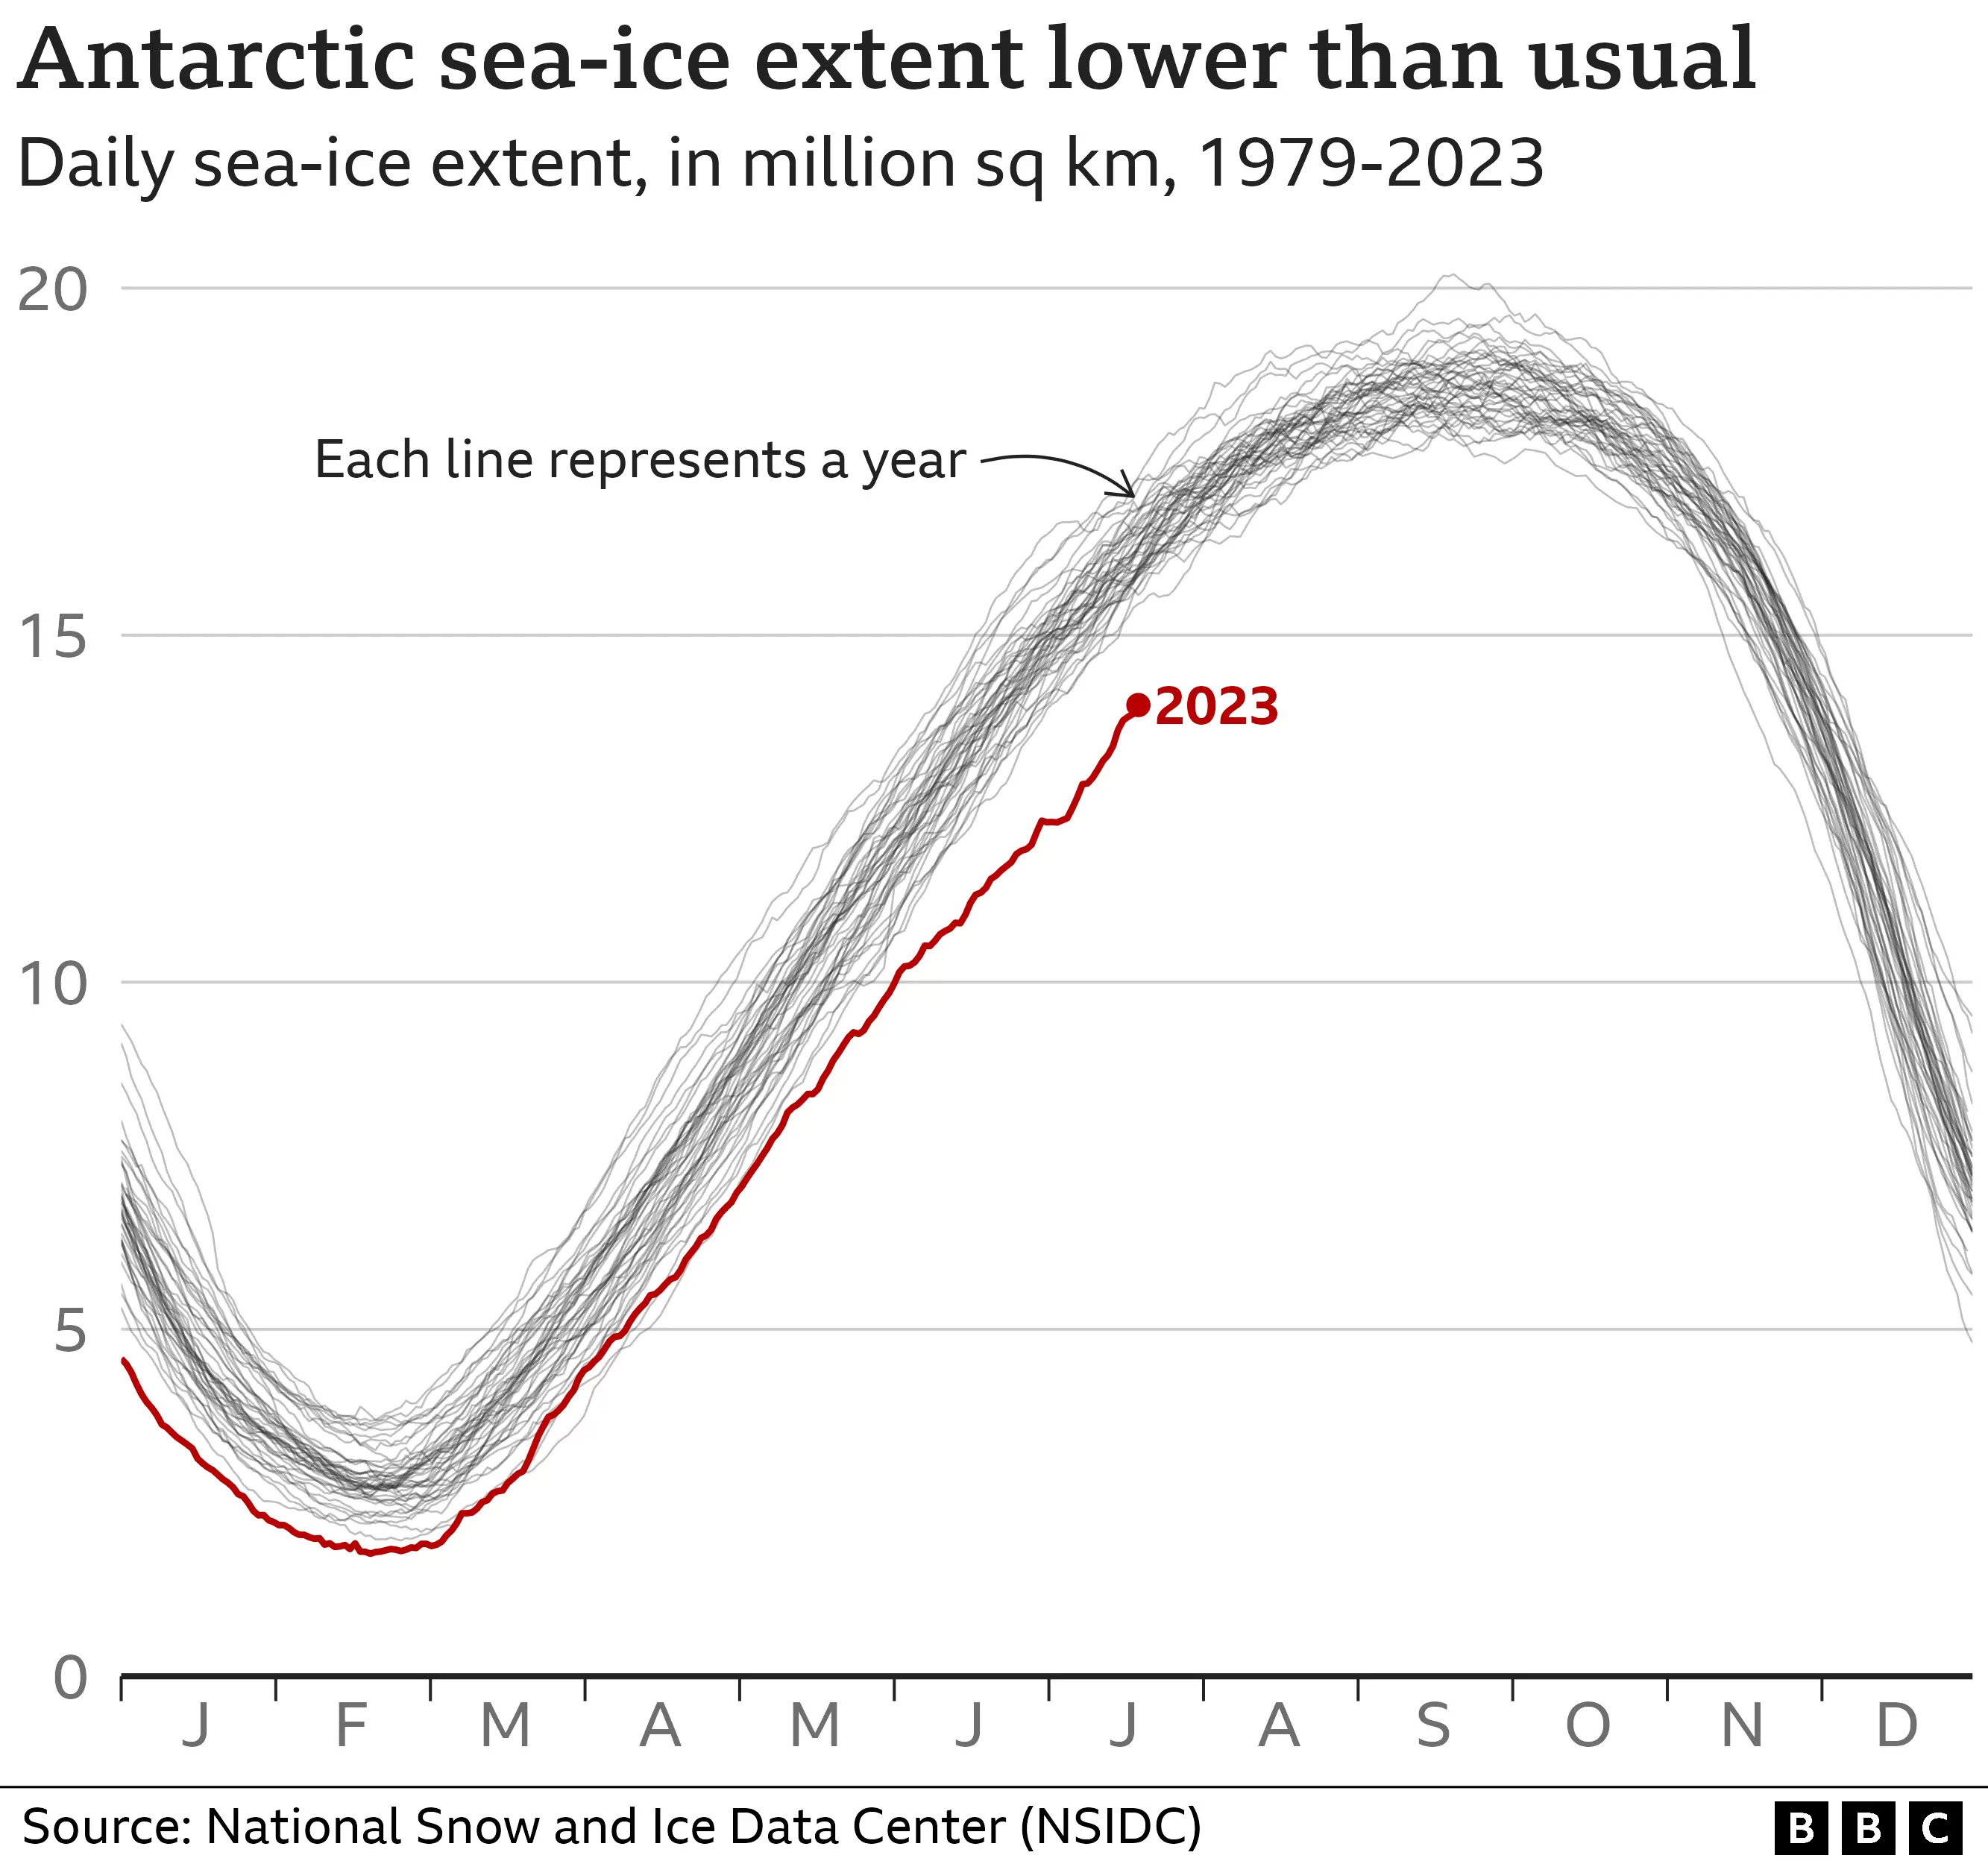 Antarctic sea-ice extent lower than usual
Daily sea-ice extent, in million sq km, 1979-2023
20
Each line represents a year
15
2023
10
5
0
J F M A M J J A S O N D
Source: National Snow and Ice Data Center (NSIDC)
BBC